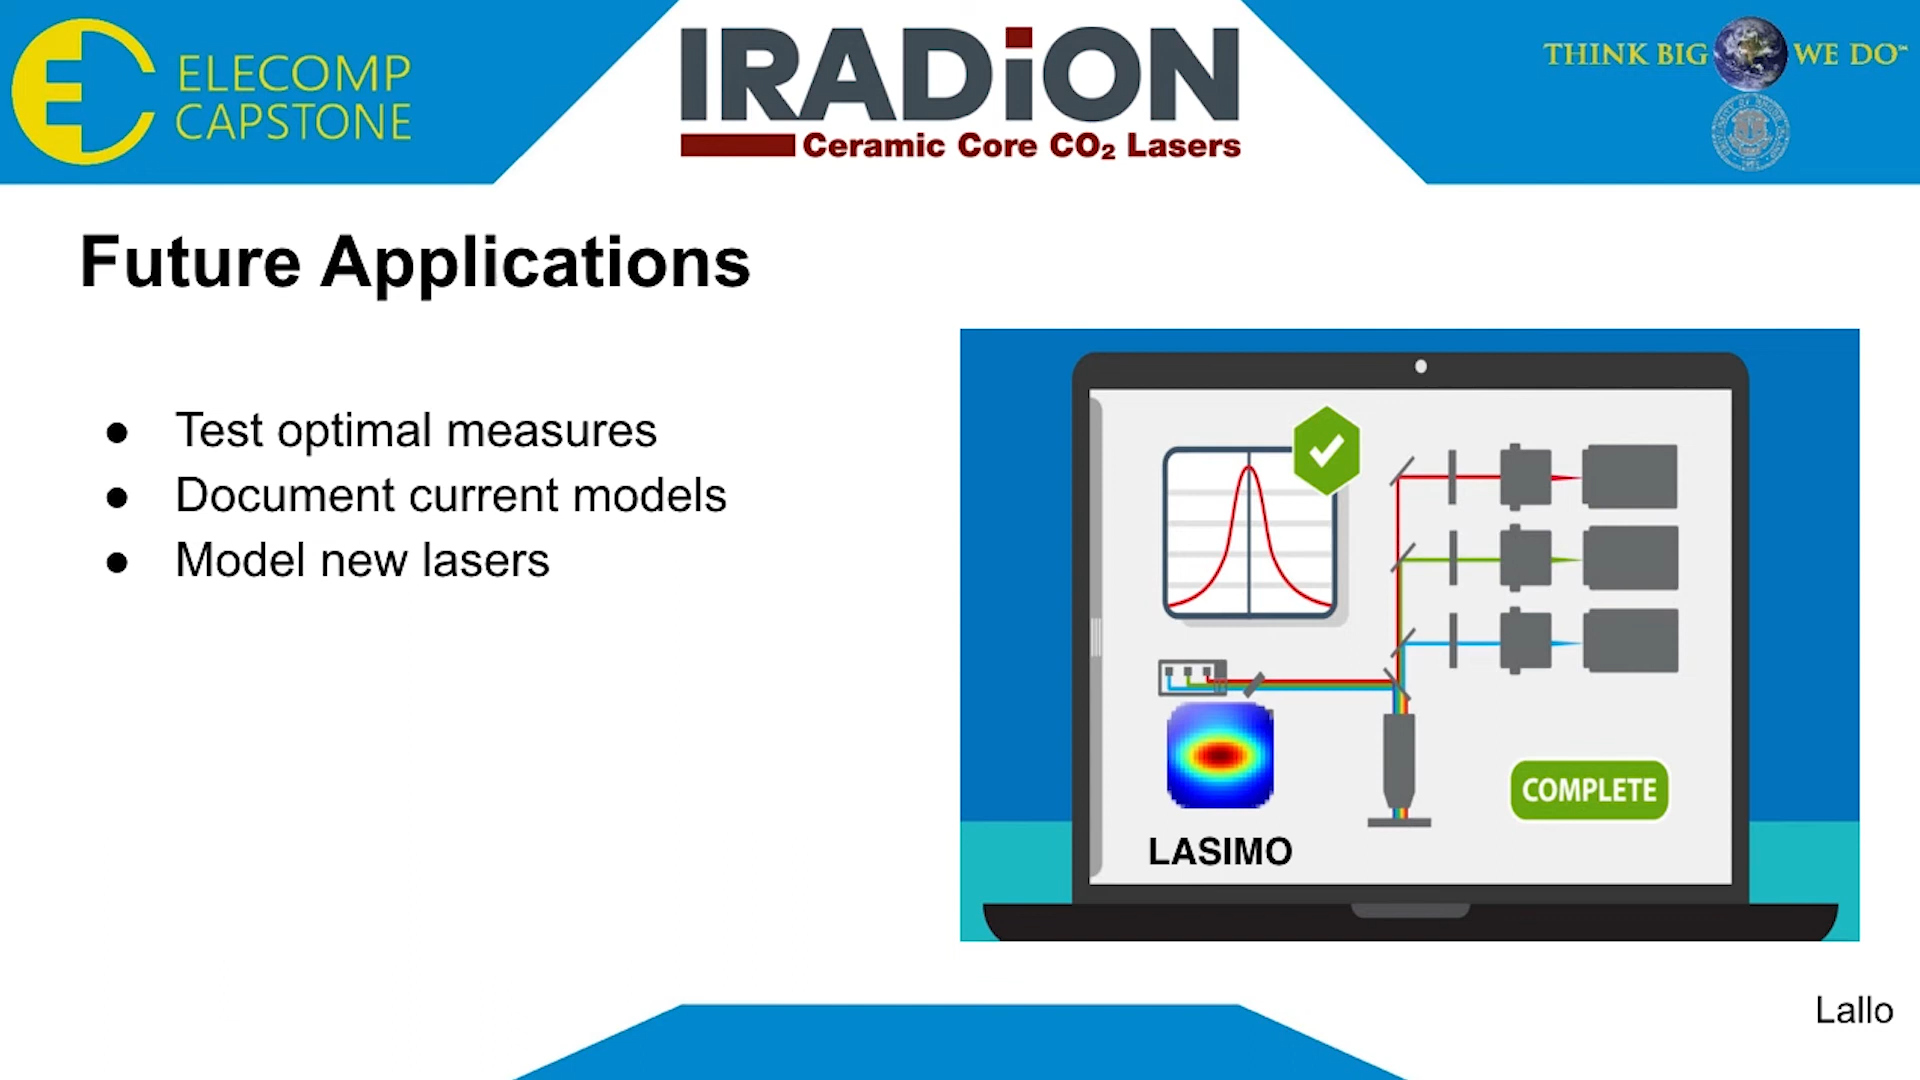 ELECOMP
CAPSTONE
IRADiON
Ceramic Core CO₂ Lasers
THINK BIG WE DO℠
Future Applications
● Test optimal measures
● Document current models
● Model new lasers
COMPLETE
LASIMO
Lallo